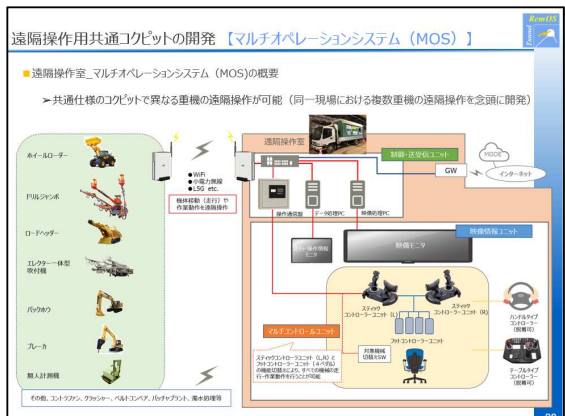 RemOS
Tunnel
遠隔操作用共通コクピットの開発 【マルチオペレーションシステム（MOS）】
■遠隔操作室_マルチオペレーションシステム（MOS)の概要
➢共通仕様のコクピットで異なる重機の遠隔操作が可能（同一現場における複数重機の遠隔操作を念頭に開発）
ホイールローダー
ドリルジャンボ
ロードヘッダー
エレクター一体型
吹付機
バックホウ
ブレーカ
無人計測機
その他、コントラファン、クラッシャー、ベルトコンベア、バッチャプラント、濁水処理等
●WiFi
●小電力無線
●L5G etc.
機体移動（走行）や
作業動作を遠隔操作
遠隔操作室
制御・送受信ユニット
GW
MODE
インターネット
操作通信盤
データ処理PC
映像処理PC
映像情報ユニット
操作情報
モニタ
映像モニタ
スティック
コントローラーユニット（L）
スティック
コントローラーユニット（R）
ハンドルタイプ
コントローラー
（脱着可）
マルチコントロールユニット
フットコントローラーユニット
スティックコントローラユニット（L,R）と
フットコントローラーユニット（4ペダル）
の機能切替えにより、すべての機械の走
行・作業動作を行うことが可能
対象機械
切替えSW
テーブルタイプ
コントローラー
（脱着可）
20